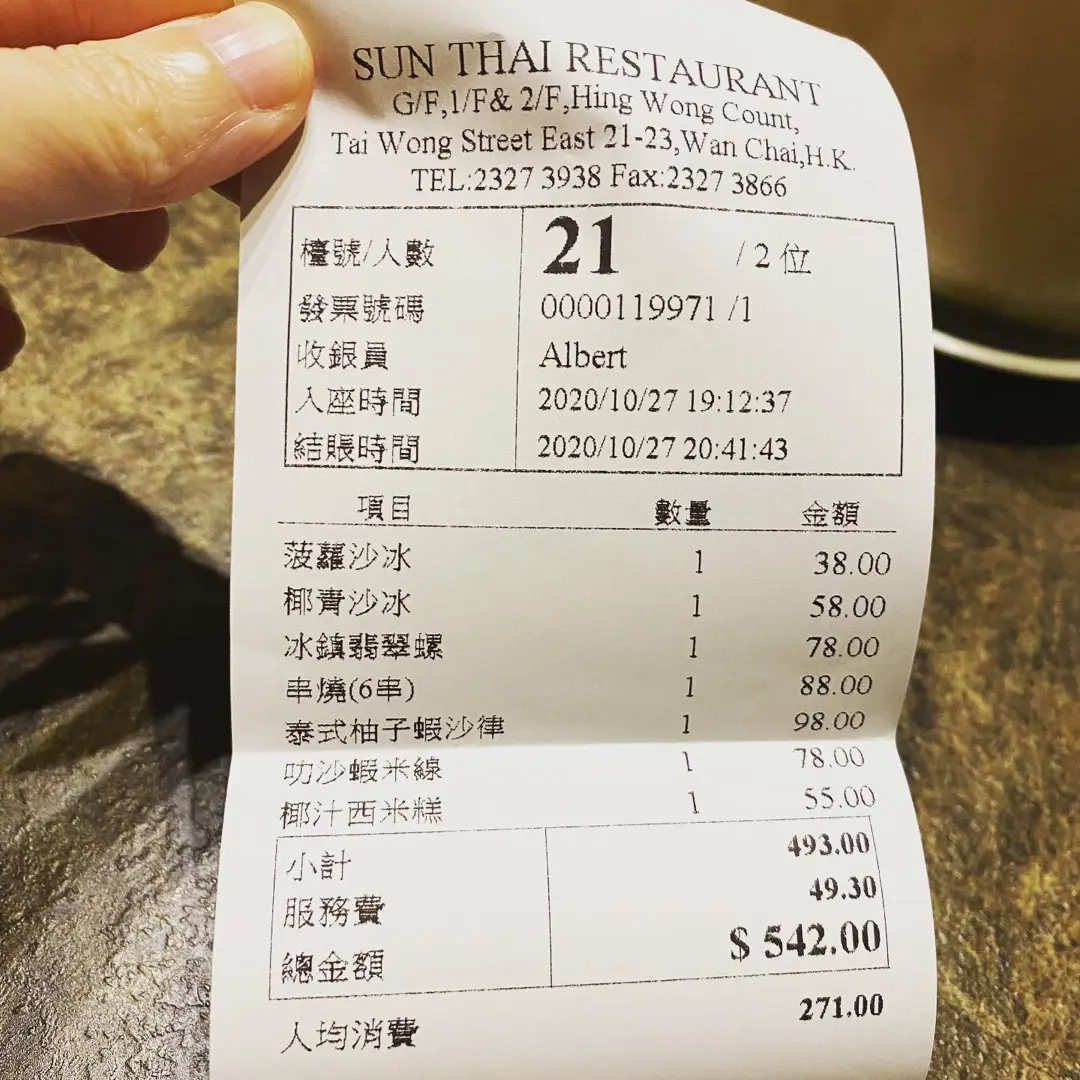 SUN THAI RESTAURANT
G/F,1/F& 2/F,Hing Wong Count,
Tai Wong Street East 21-23,Wan Chai,H.K.
TEL:2327 3938 Fax:2327 3866
檯號/人數 21 / 2 位
發票號碼 0000119971 /1
收銀員 Albert
入座時間 2020/10/27 19:12:37
結賬時間 2020/10/27 20:41:43
項目 數量 金額
菠蘿沙冰 1 38.00
椰青沙冰 1 58.00
冰鎮翡翠螺 1 78.00
串燒(6串) 1 88.00
泰式柚子蝦沙律 1 98.00
叻沙蝦米線 1 78.00
椰汁西米糕 1 55.00
小計 493.00
服務費 49.30
總金額 $ 542.00
人均消費 271.00